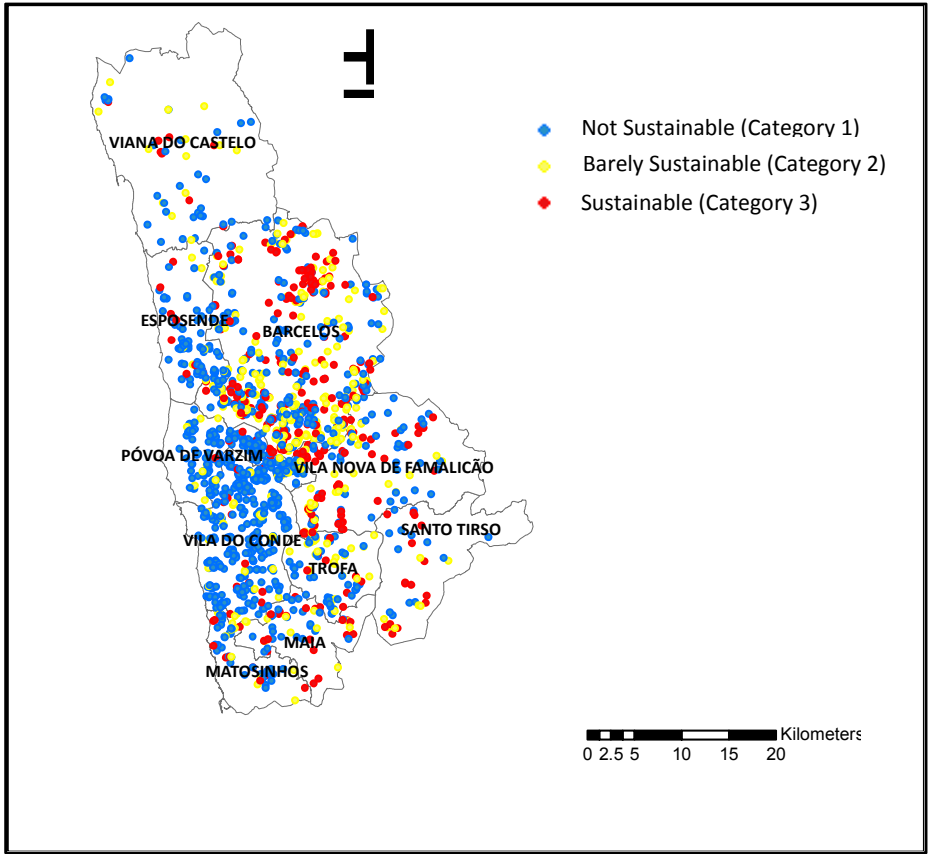 VIANA DO CASTELO
Not Sustainable (Category 1)
Barely Sustainable (Category 2)
Sustainable (Category 3)
ESPOSENDE
BARCELOS
PÓVOA DE VARZIM
VILA NOVA DE FAMALICÃO
SANTO TIRSO
VILA DO CONDE
TROFA
MAIA
MATOSINHOS
Kilometers
0 2.5 5 10 15 20